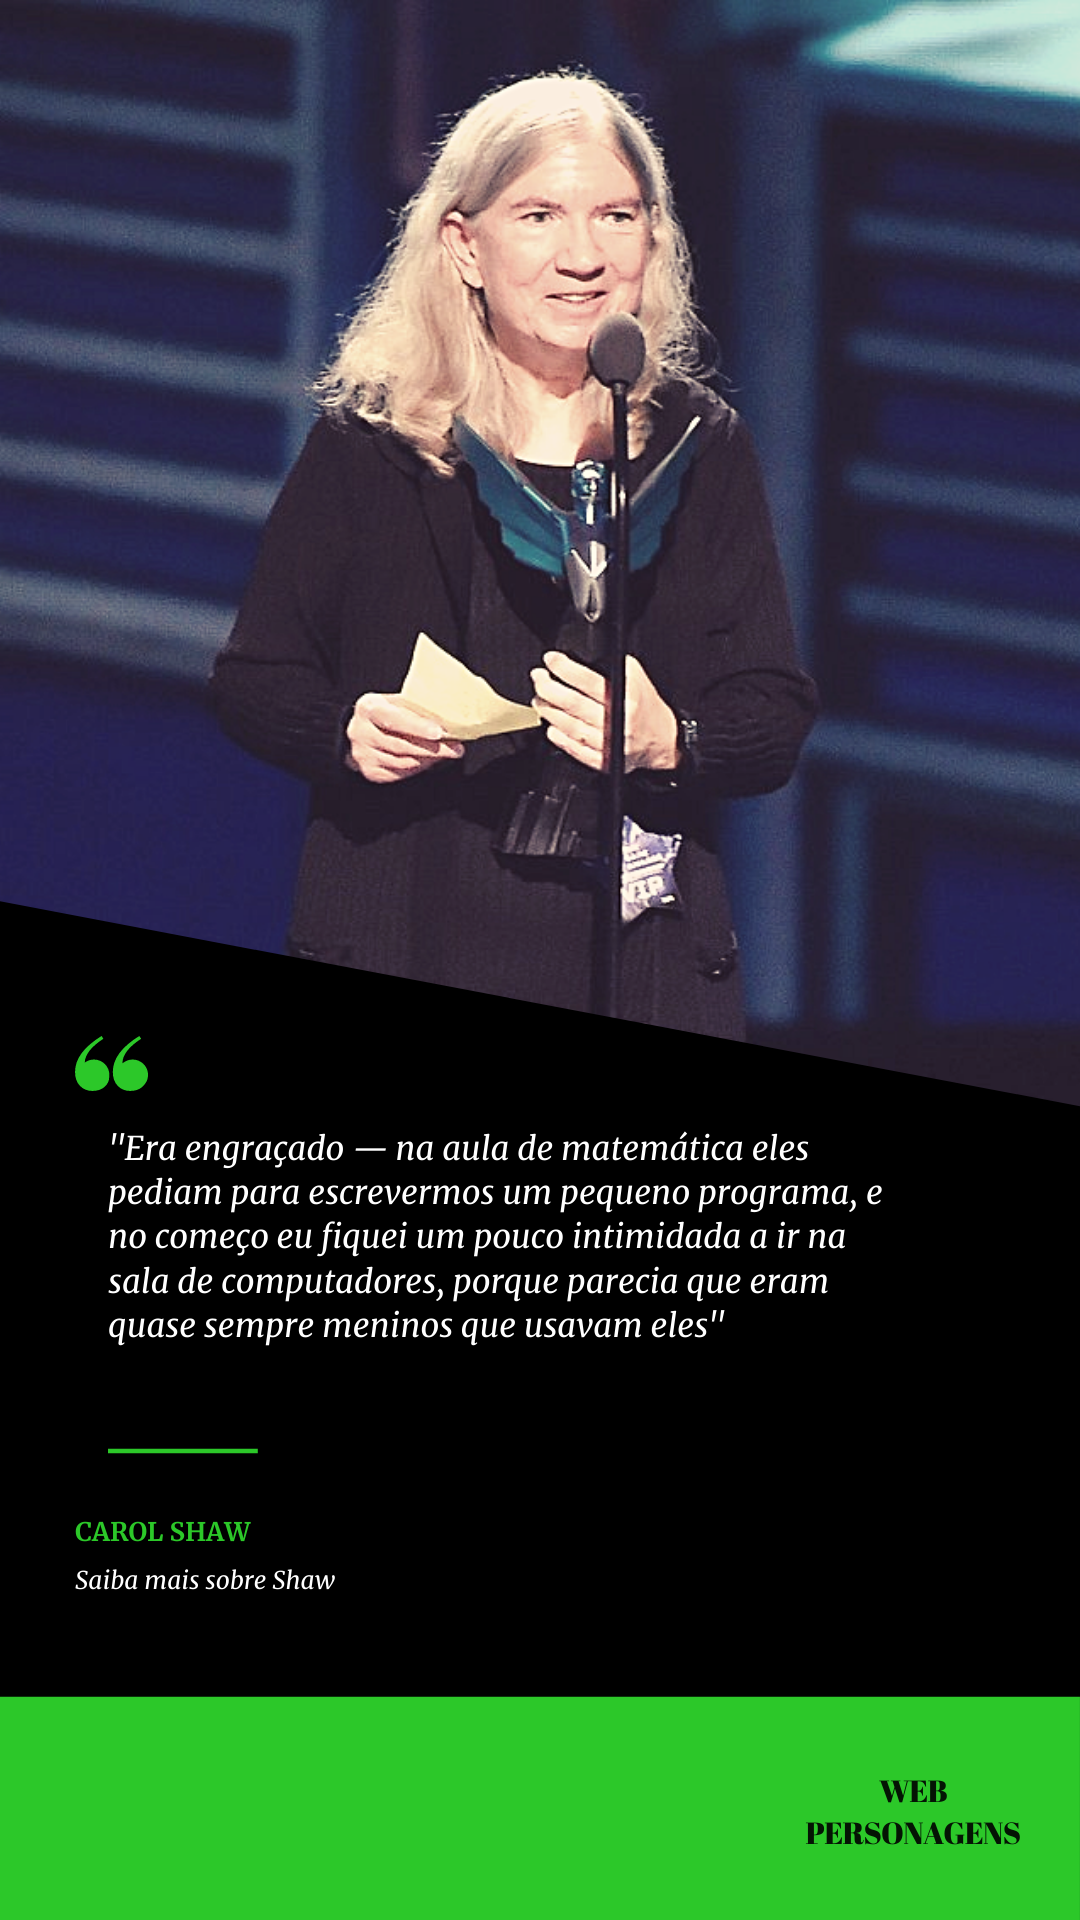 VIP
"Era engraçado — na aula de matemática eles
pediam para escrevermos um pequeno programa, e
no começo eu fiquei um pouco intimidada a ir na
sala de computadores, porque parecia que eram
quase sempre meninos que usavam eles"
CAROL SHAW
Saiba mais sobre Shaw
WEB
PERSONAGENS